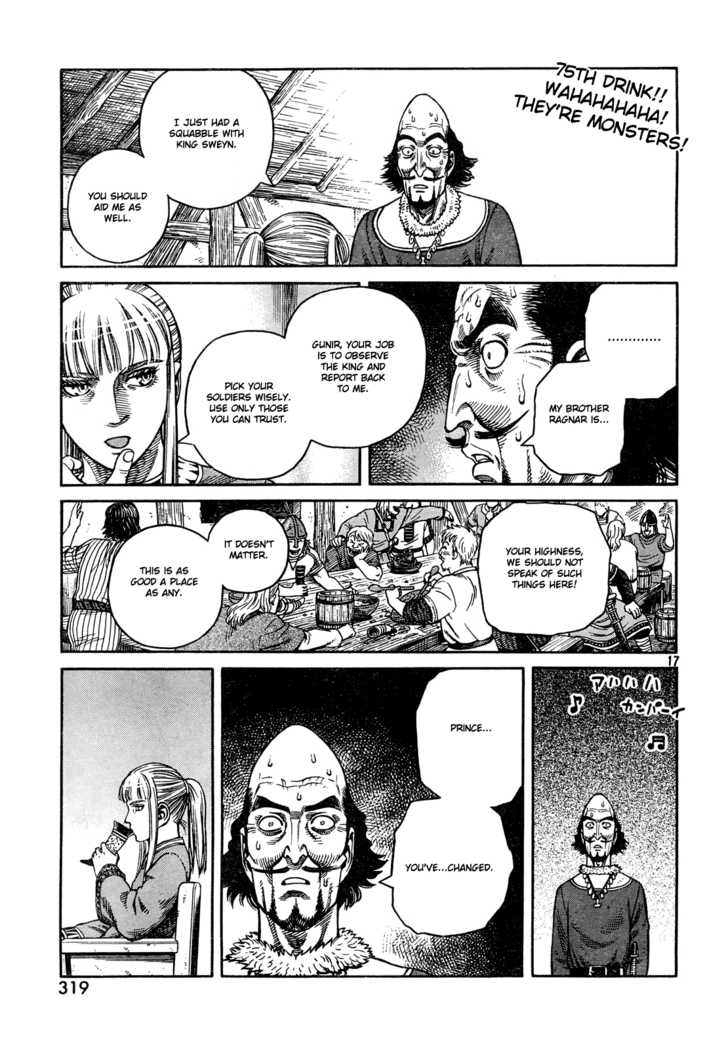 75TH DRINK!!
WAHAHAHAHA!
THEY'RE MONSTERS!
I JUST HAD A
SQUABBLE WITH
KING SWEYN.
YOU SHOULD
AID ME AS
WELL.
.............
MY BROTHER
RAGNAR IS...
GUNIR, YOUR JOB
IS TO OBSERVE
THE KING AND
REPORT BACK
TO ME.
PICK YOUR
SOLDIERS WISELY.
USE ONLY THOSE
YOU CAN TRUST.
YOUR HIGHNESS,
WE SHOULD NOT
SPEAK OF SUCH
THINGS HERE!
IT DOESN'T
MATTER.
THIS IS AS
GOOD A PLACE
AS ANY.
17
アハハハ
カンパーイ
PRINCE...
YOU'VE...CHANGED.
319